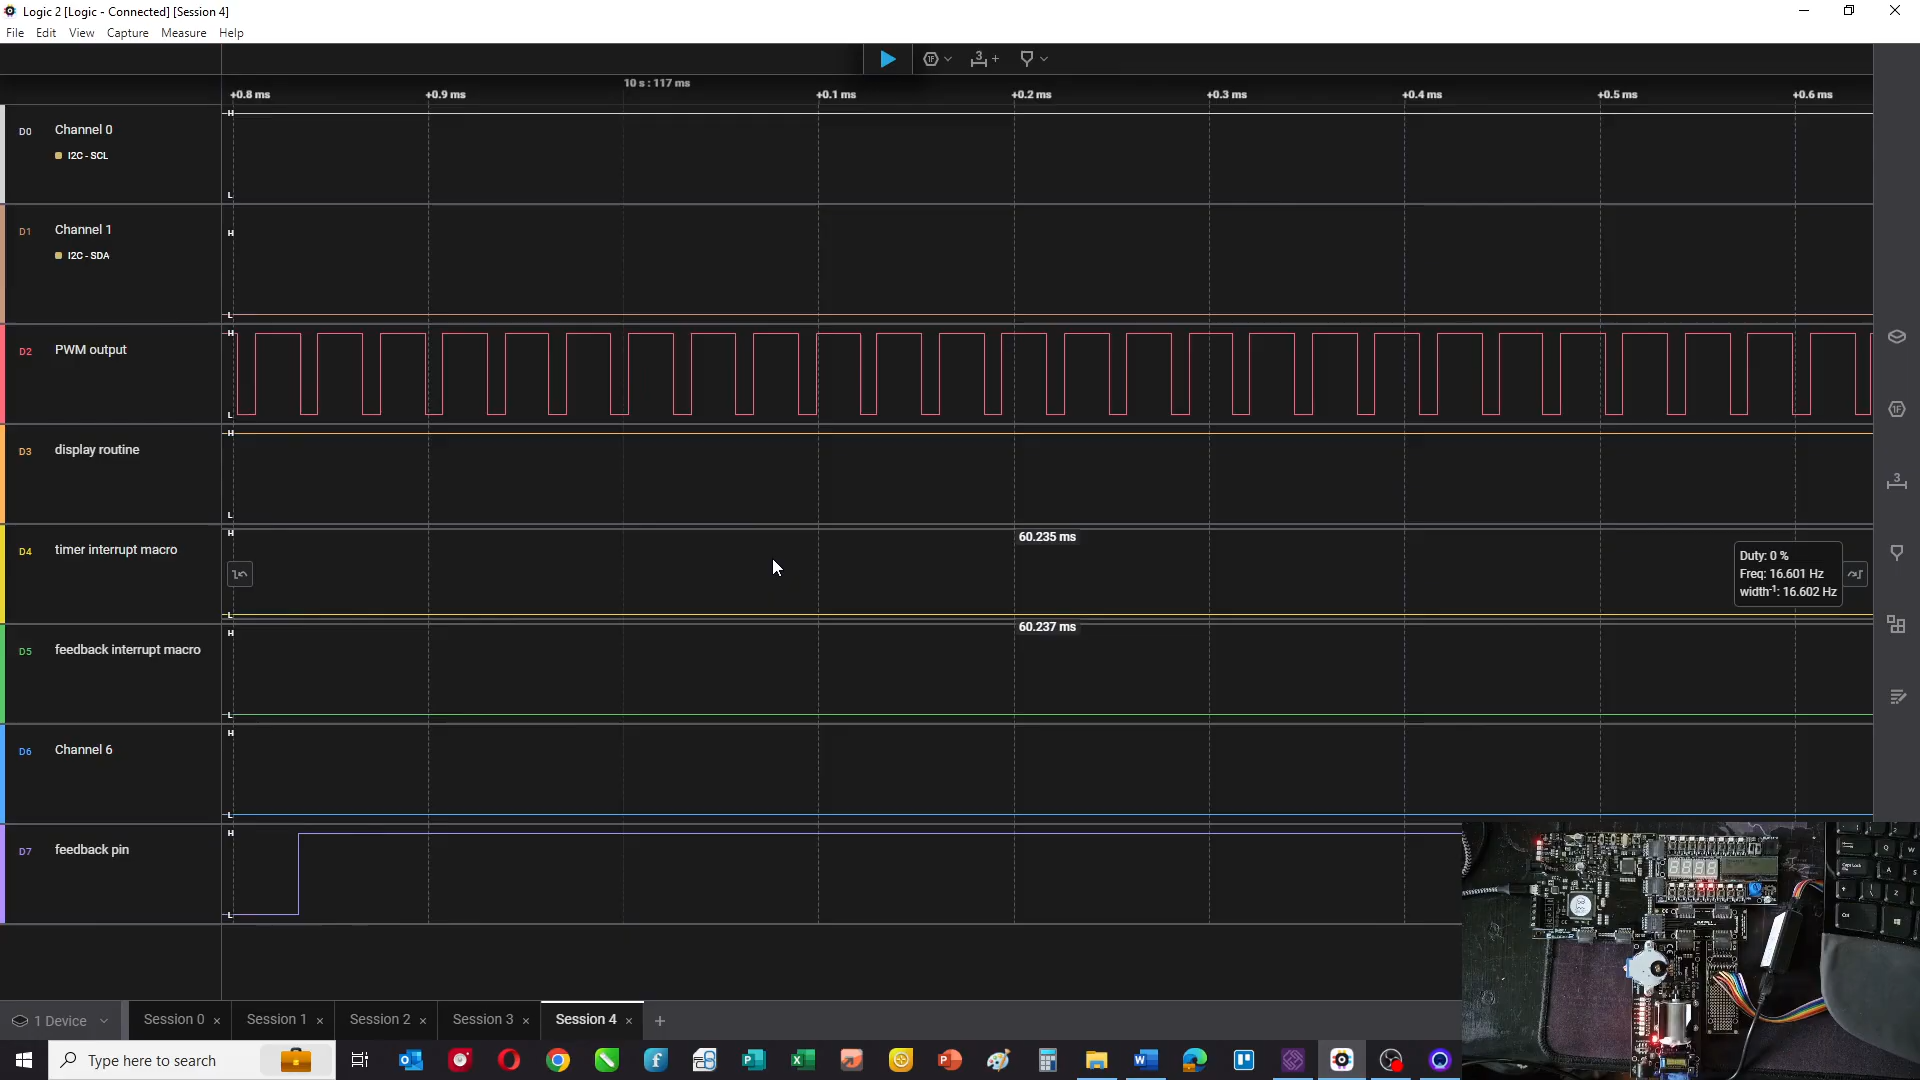 Logic 2 [Logic - Connected] [Session 4]
File Edit View Capture Measure Help
10 s : 117 ms
+0.8 ms +0.9 ms +0.1 ms +0.2 ms +0.3 ms +0.4 ms +0.5 ms +0.6 ms
D0 Channel 0
I2C - SCL
H
L
D1 Channel 1
I2C - SDA
H
L
D2 PWM output
H
L
D3 display routine
H
L
D4 timer interrupt macro
H
L
60.235 ms
Duty: 0 %
Freq: 16.601 Hz
width-1: 16.602 Hz
60.237 ms
D5 feedback interrupt macro
H
L
D6 Channel 6
H
L
D7 feedback pin
H
L
1 Device Session 0 × Session 1 × Session 2 × Session 3 × Session 4 × +
Type here to search